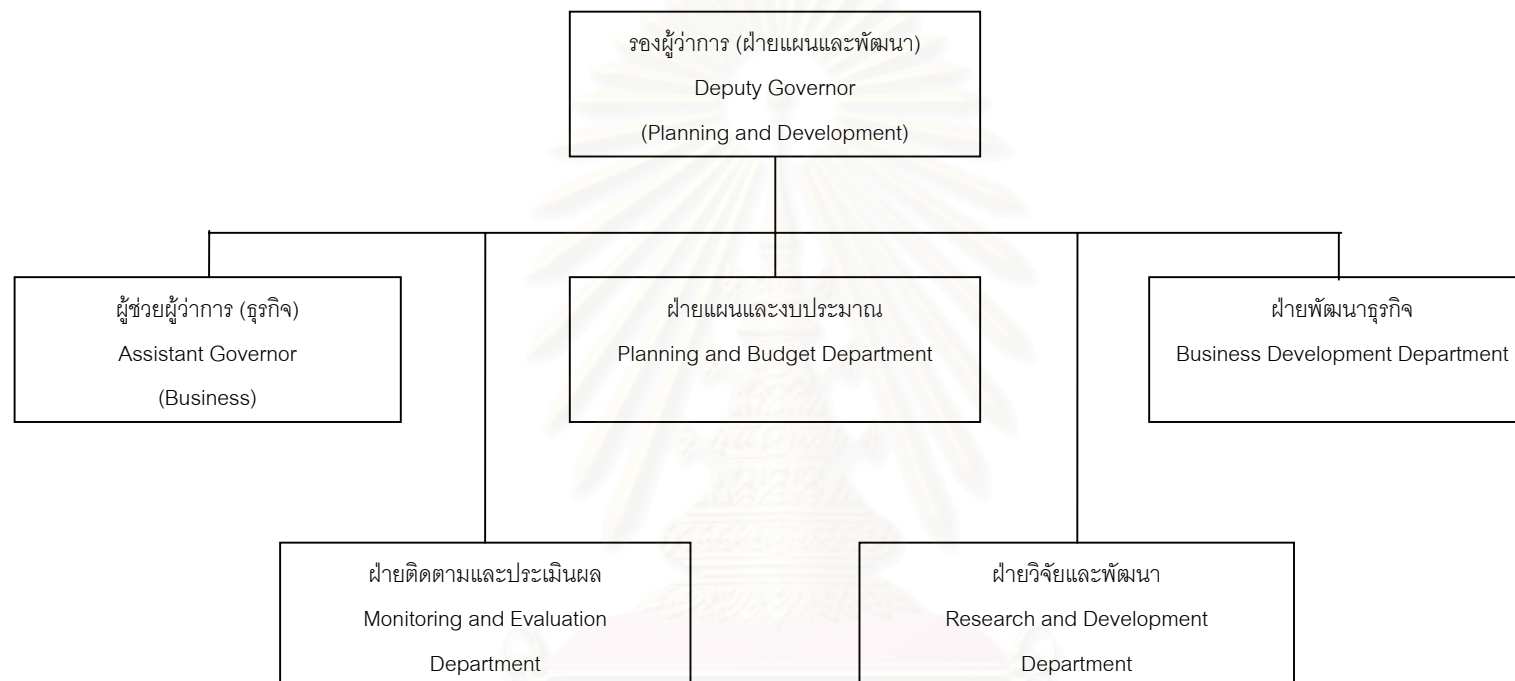 รองผู้ว่าการ (ฝ่ายแผนและพัฒนา)
Deputy Governor
(Planning and Development)
ผู้ช่วยผู้ว่าการ (ธุรกิจ)
Assistant Governor
(Business)
ฝ่ายแผนและงบประมาณ
Planning and Budget Department
ฝ่ายพัฒนาธุรกิจ
Business Development Department
ฝ่ายติดตามและประเมินผล
Monitoring and Evaluation
Department
ฝ่ายวิจัยและพัฒนา
Research and Development
Department